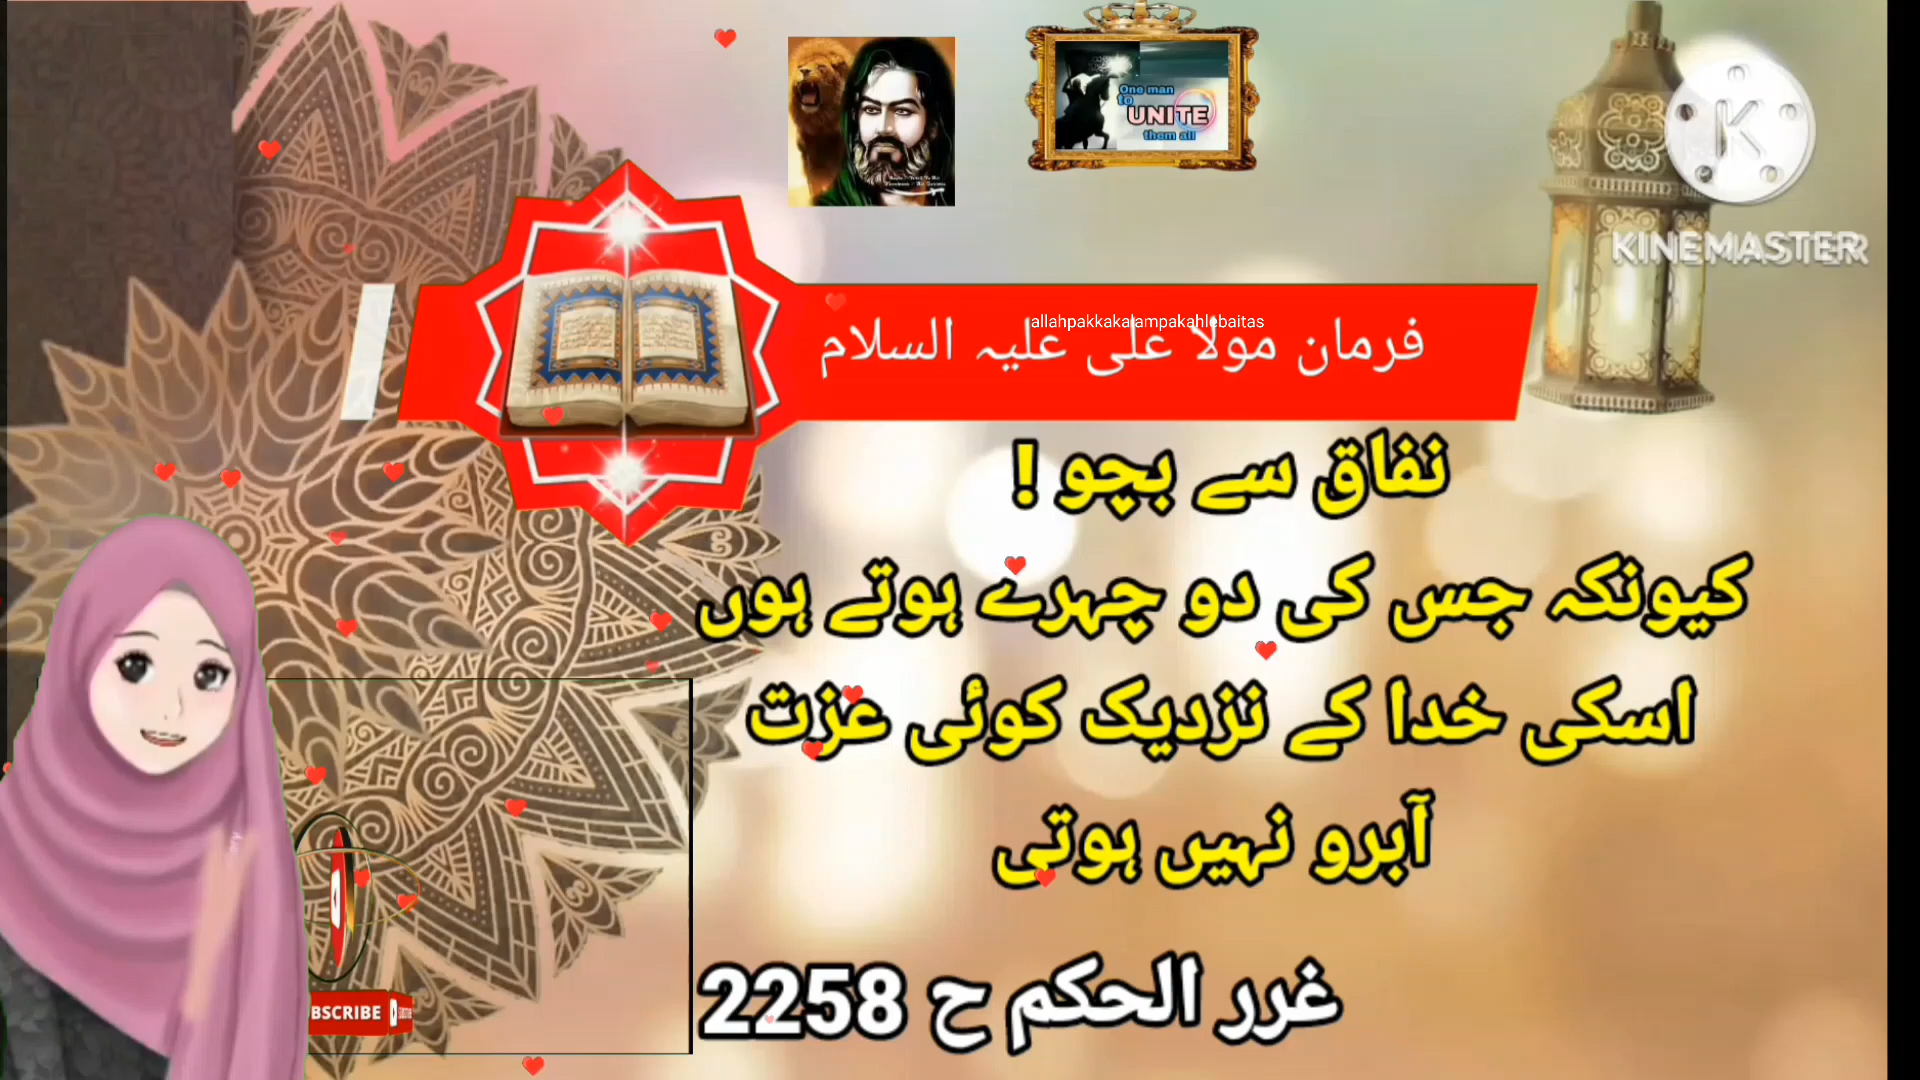 One man
to
UNITE
them all
KINEMASTER
allahpakkakalampakahlebaitas
فرمان مولا علی علیہ السلام
نفاق سے بچو !
کیونکہ جس کی دو چہرے ہوتے ہوں
اسکی خدا کے نزدیک کوئی عزت
آبرو نہیں ہوتی
غرر الحکم ح 2258
BSCRIBE